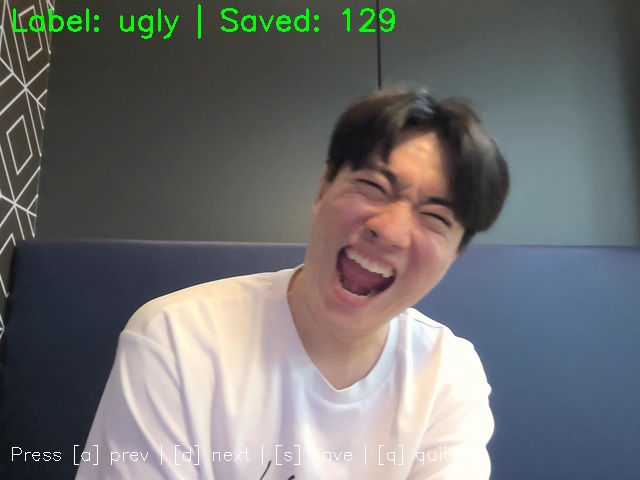 Label: ugly | Saved: 129
Press [a] prev | [d] next | [s] save | [q] quit